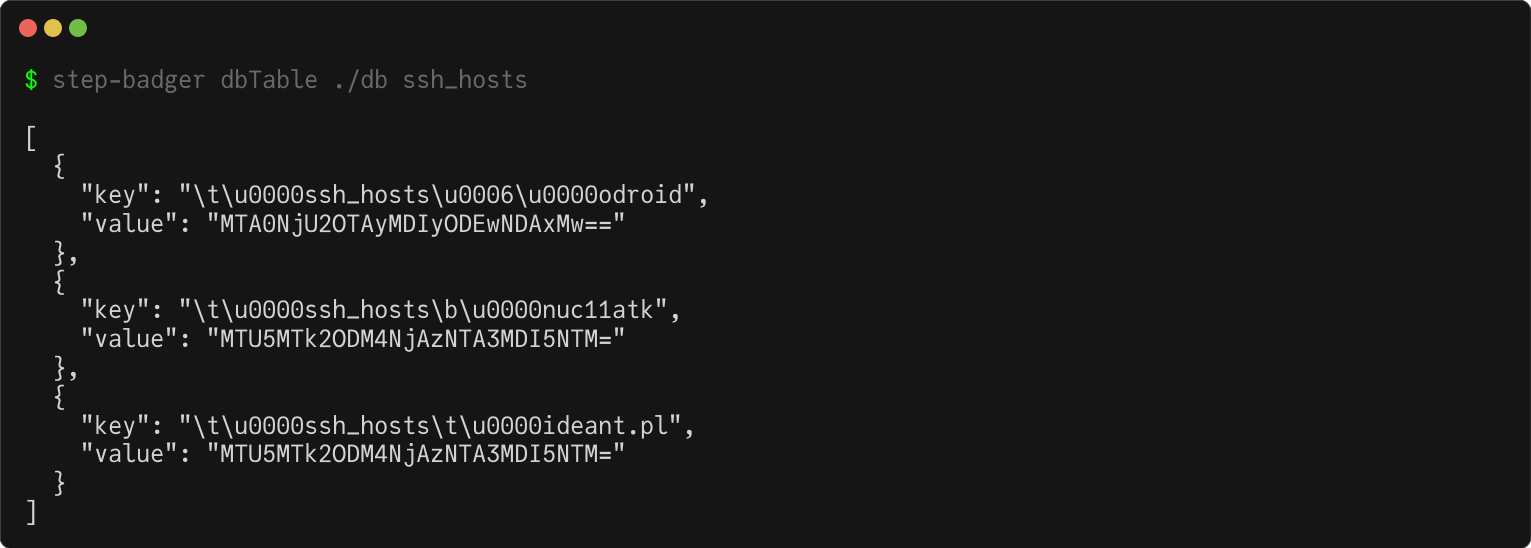 $ step-badger dbTable ./db ssh_hosts
[
  {
    "key": "\t\u0000ssh_hosts\u0006\u0000odroid",
    "value": "MTA0NjU2OTAyMDIyODEwNDAxMw=="
  },
  {
    "key": "\t\u0000ssh_hosts\b\u0000nuc11atk",
    "value": "MTU5MTk2ODM4NjAzNTA3MDI5NTM="
  },
  {
    "key": "\t\u0000ssh_hosts\t\u0000ideant.pl",
    "value": "MTU5MTk2ODM4NjAzNTA3MDI5NTM="
  }
]